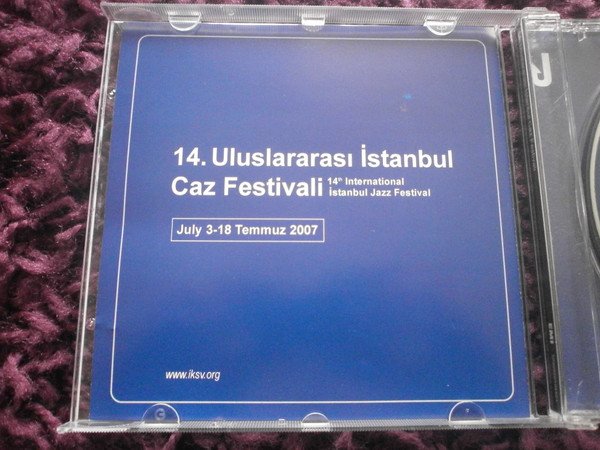 14. Uluslararası İstanbul
Caz Festivali 14th International
İstanbul Jazz Festival
July 3-18 Temmuz 2007
www.iksv.org